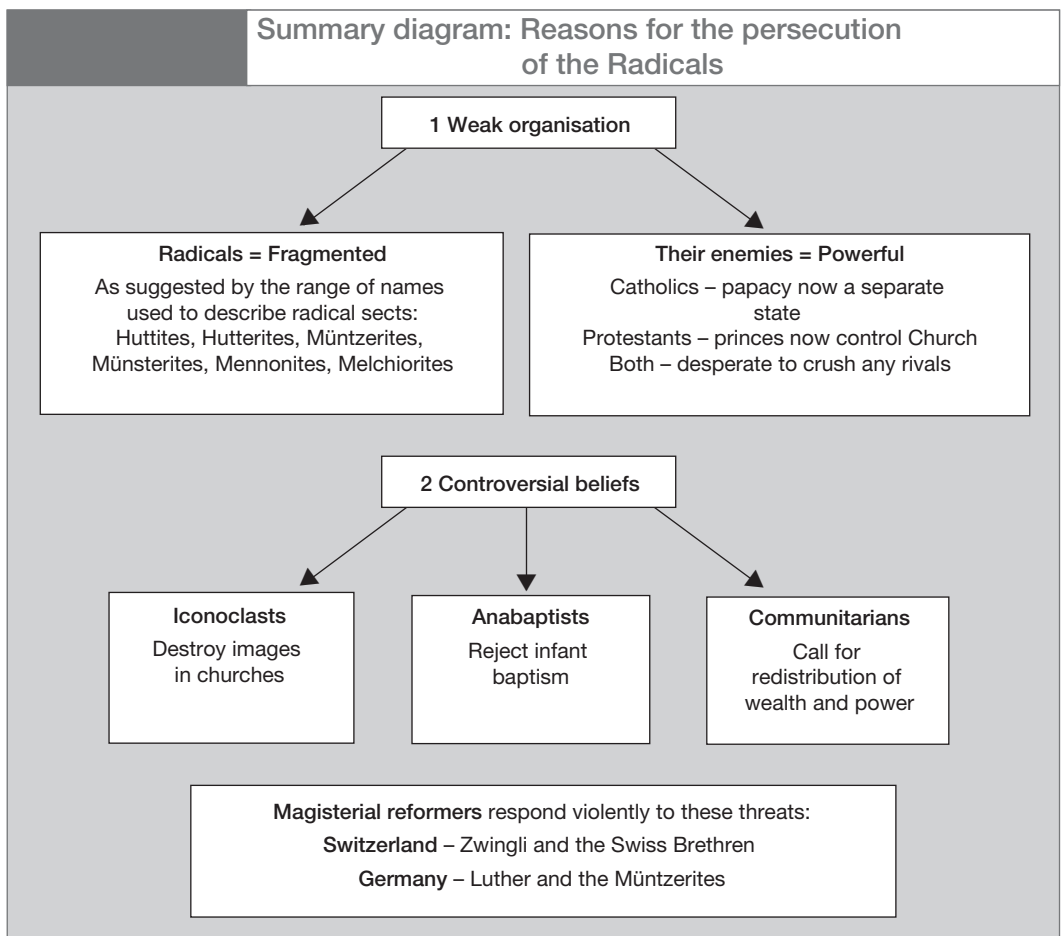 Summary diagram: Reasons for the persecution
of the Radicals
1 Weak organisation
Radicals = Fragmented
As suggested by the range of names
used to describe radical sects:
Huttites, Hutterites, Müntzerites,
Münsterites, Mennonites, Melchiorites
Their enemies = Powerful
Catholics – papacy now a separate
state
Protestants – princes now control Church
Both – desperate to crush any rivals
2 Controversial beliefs
Iconoclasts
Destroy images
in churches
Anabaptists
Reject infant
baptism
Communitarians
Call for
redistribution of
wealth and power
Magisterial reformers respond violently to these threats:
Switzerland – Zwingli and the Swiss Brethren
Germany – Luther and the Müntzerites